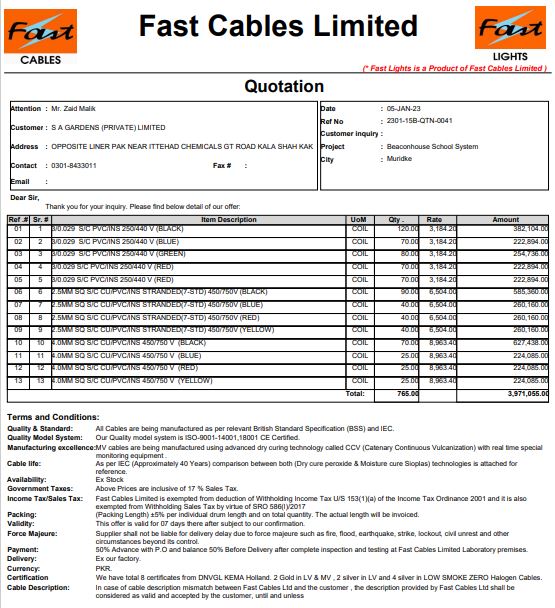 Fast
CABLES
Fast Cables Limited
Fast
LIGHTS
(* Fast Lights is a Product of Fast Cables Limited )
Quotation
Attention : Mr. Zaid Malik
Customer : S A GARDENS (PRIVATE) LIMITED
Address : OPPOSITE LINER PAK NEAR ITTEHAD CHEMICALS GT ROAD KALA SHAH KAK
Contact : 0301-8433011 Fax # :
Email :
Date : 05-JAN-23
Ref No : 2301-15B-QTN-0041
Customer inquiry :
Project : Beaconhouse School System
City : Muridke
Dear Sir,
Thank you for your inquiry. Please find below detail of our offer:
Ref .# Sr. # Item Description UoM Qty . Rate Amount
01 1 3/0.029 S/C PVC/INS 250/440 V (BLACK) COIL 120.00 3,184.20 382,104.00
02 2 3/0.029 S/C PVC/INS 250/440 V (BLUE) COIL 70.00 3,184.20 222,894.00
03 3 3/0.029 S/C PVC/INS 250/440 V (GREEN) COIL 80.00 3,184.20 254,736.00
04 4 3/0.029 S/C PVC/INS 250/440 V (RED) COIL 70.00 3,184.20 222,894.00
05 5 3/0.029 S/C PVC/INS 250/440 V (RED) COIL 70.00 3,184.20 222,894.00
06 6 2.5MM SQ S/C CU/PVC/INS STRANDED(7-STD) 450/750V (BLACK) COIL 90.00 6,504.00 585,360.00
07 7 2.5MM SQ S/C CU/PVC/INS STRANDED(7-STD) 450/750V (BLUE) COIL 40.00 6,504.00 260,160.00
08 8 2.5MM SQ S/C CU/PVC/INS STRANDED(7-STD) 450/750V (RED) COIL 40.00 6,504.00 260,160.00
09 9 2.5MM SQ S/C CU/PVC/INS STRANDED(7-STD) 450/750V (YELLOW) COIL 40.00 6,504.00 260,160.00
10 10 4.0MM SQ S/C CU/PVC/INS 450/750 V (BLACK) COIL 70.00 8,963.40 627,438.00
11 11 4.0MM SQ S/C CU/PVC/INS 450/750 V (BLUE) COIL 25.00 8,963.40 224,085.00
12 12 4.0MM SQ S/C CU/PVC/INS 450/750 V (RED) COIL 25.00 8,963.40 224,085.00
13 13 4.0MM SQ S/C CU/PVC/INS 450/750 V (YELLOW) COIL 25.00 8,963.40 224,085.00
Total: 765.00 3,971,055.00
Terms and Conditions:
Quality & Standard: All Cables are being manufactured as per relevant British Standard Specification (BSS) and IEC.
Quality Model System: Our Quality model system is ISO-9001-14001,18001 CE Certified.
Manufacturing excellence: MV cables are being manufactured using advanced dry curing technology called CCV (Catenary Continuous Vulcanization) with real time special
monitoring equipment .
Cable life: As per IEC (Approximately 40 Years) comparison between both (Dry cure peroxide & Moisture cure Sioplas) technologies is attached for
reference.
Availability: Ex Stock
Government Taxes: Above Prices are inclusive of 17 % Sales Tax.
Income Tax/Sales Tax: Fast Cables Limited is exempted from deduction of Withholding Income Tax U/S 153(1)(a) of the Income Tax Ordinance 2001 and it is also
exempted from Withholding Sales Tax by virtue of SRO 586(I)/2017
Packing: (Packing Length) ±5% per individual drum length and on total quantity. The actual length will be invoiced.
Validity: This offer is valid for 07 days there after subject to our confirmation.
Force Majeure: Supplier shall not be liable for delivery delay due to force majeure such as fire, flood, earthquake, strike, lockout, civil unrest and other
circumstances beyond its control.
Payment: 50% Advance with P.O and balance 50% Before Delivery after complete inspection and testing at Fast Cables Limited Laboratory premises.
Delivery: Ex our factory.
Currency: PKR.
Certification We have total 8 certificates from DNVGL KEMA Holland. 2 Gold in LV & MV , 2 silver in LV and 4 silver in LOW SMOKE ZERO Halogen Cables.
Cable Description: In case of cable description mismatch between Fast Cables Ltd and the customer , the description provided by Fast Cables Ltd shall be
considered as valid and accepted by the customer, until and unless